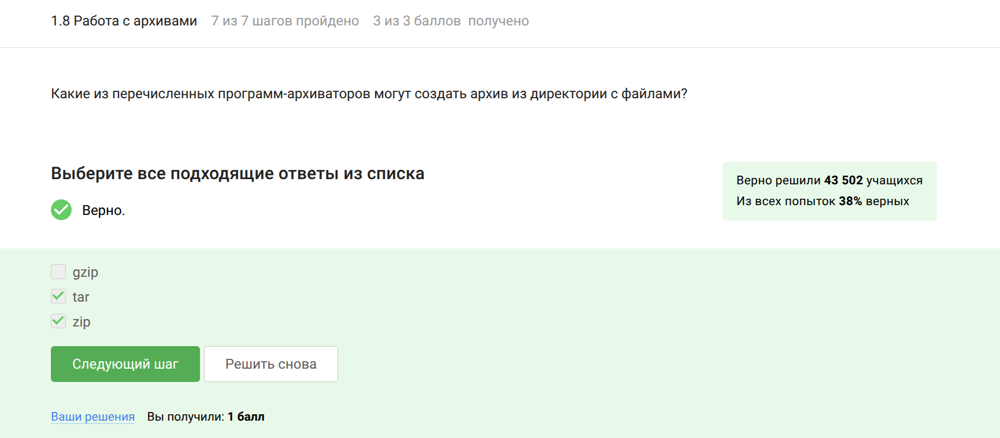 1.8 Работа с архивами 7 из 7 шагов пройдено 3 из 3 баллов получено
Какие из перечисленных программ-архиваторов могут создать архив из директории с файлами?
Выберите все подходящие ответы из списка
Верно.
Верно решили 43 502 учащихся
Из всех попыток 38% верных
gzip
tar
zip
Следующий шаг Решить снова
Ваши решения Вы получили: 1 балл